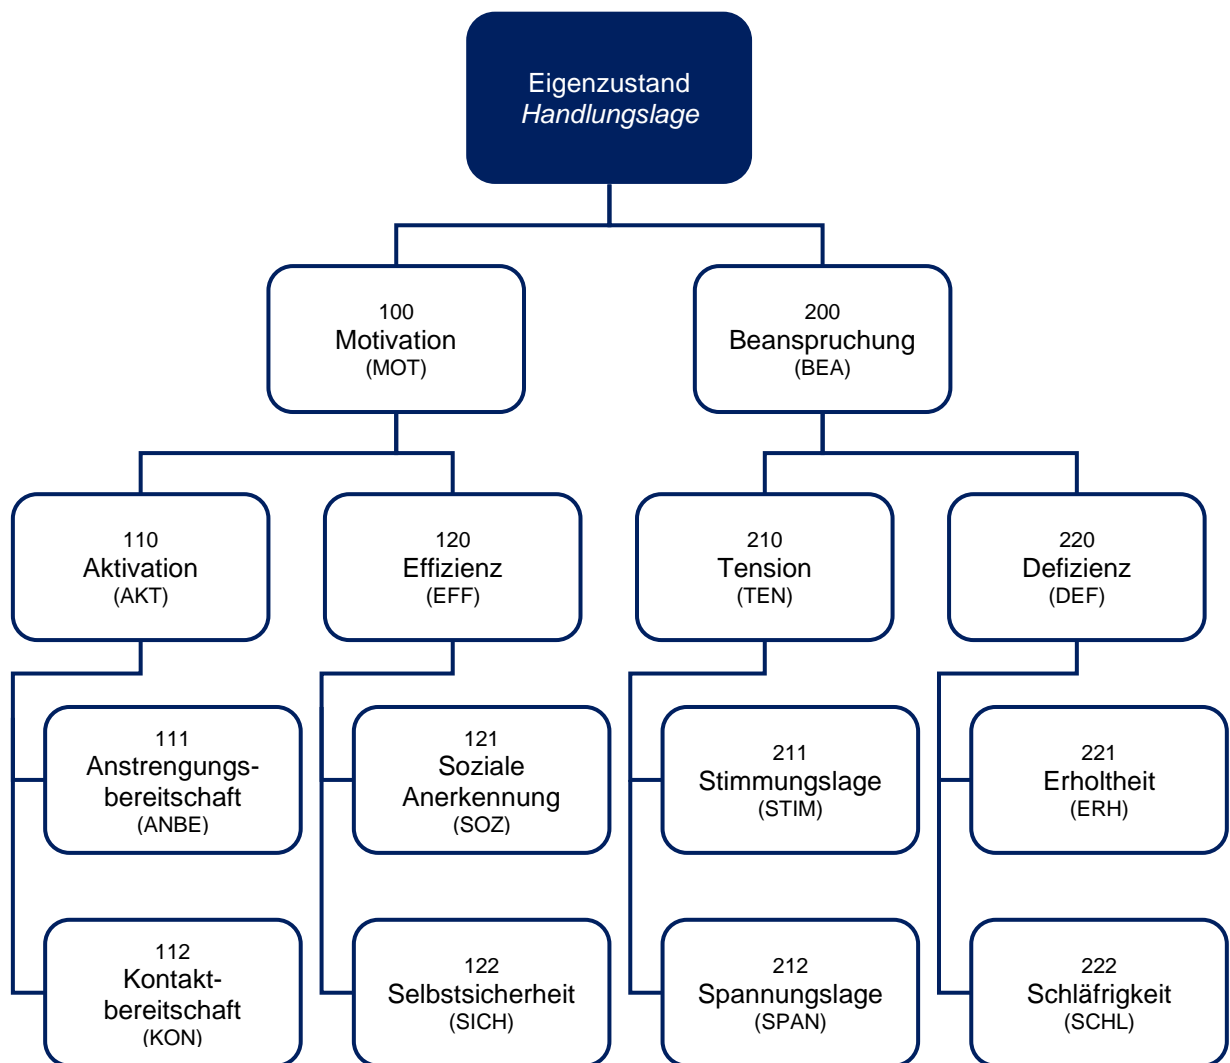 Eigenzustand
Handlungslage
100
Motivation
(MOT)
200
Beanspruchung
(BEA)
110
Aktivation
(AKT)
120
Effizienz
(EFF)
210
Tension
(TEN)
220
Defizienz
(DEF)
111
Anstrengungs-
bereitschaft
(ANBE)
121
Soziale
Anerkennung
(SOZ)
211
Stimmungslage
(STIM)
221
Erholtheit
(ERH)
112
Kontakt-
bereitschaft
(KON)
122
Selbstsicherheit
(SICH)
212
Spannungslage
(SPAN)
222
Schläfrigkeit
(SCHL)